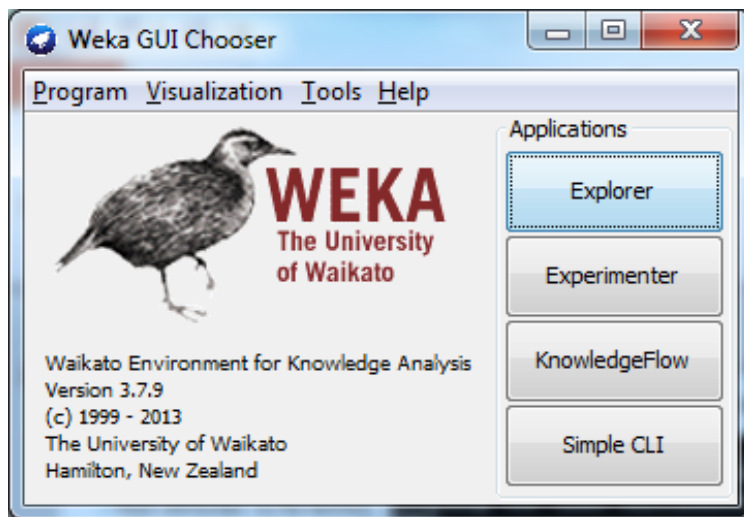 Weka GUI Chooser
Program Visualization Tools Help
WEKA
The University
of Waikato
Waikato Environment for Knowledge Analysis
Version 3.7.9
(c) 1999 - 2013
The University of Waikato
Hamilton, New Zealand
Applications
Explorer
Experimenter
KnowledgeFlow
Simple CLI